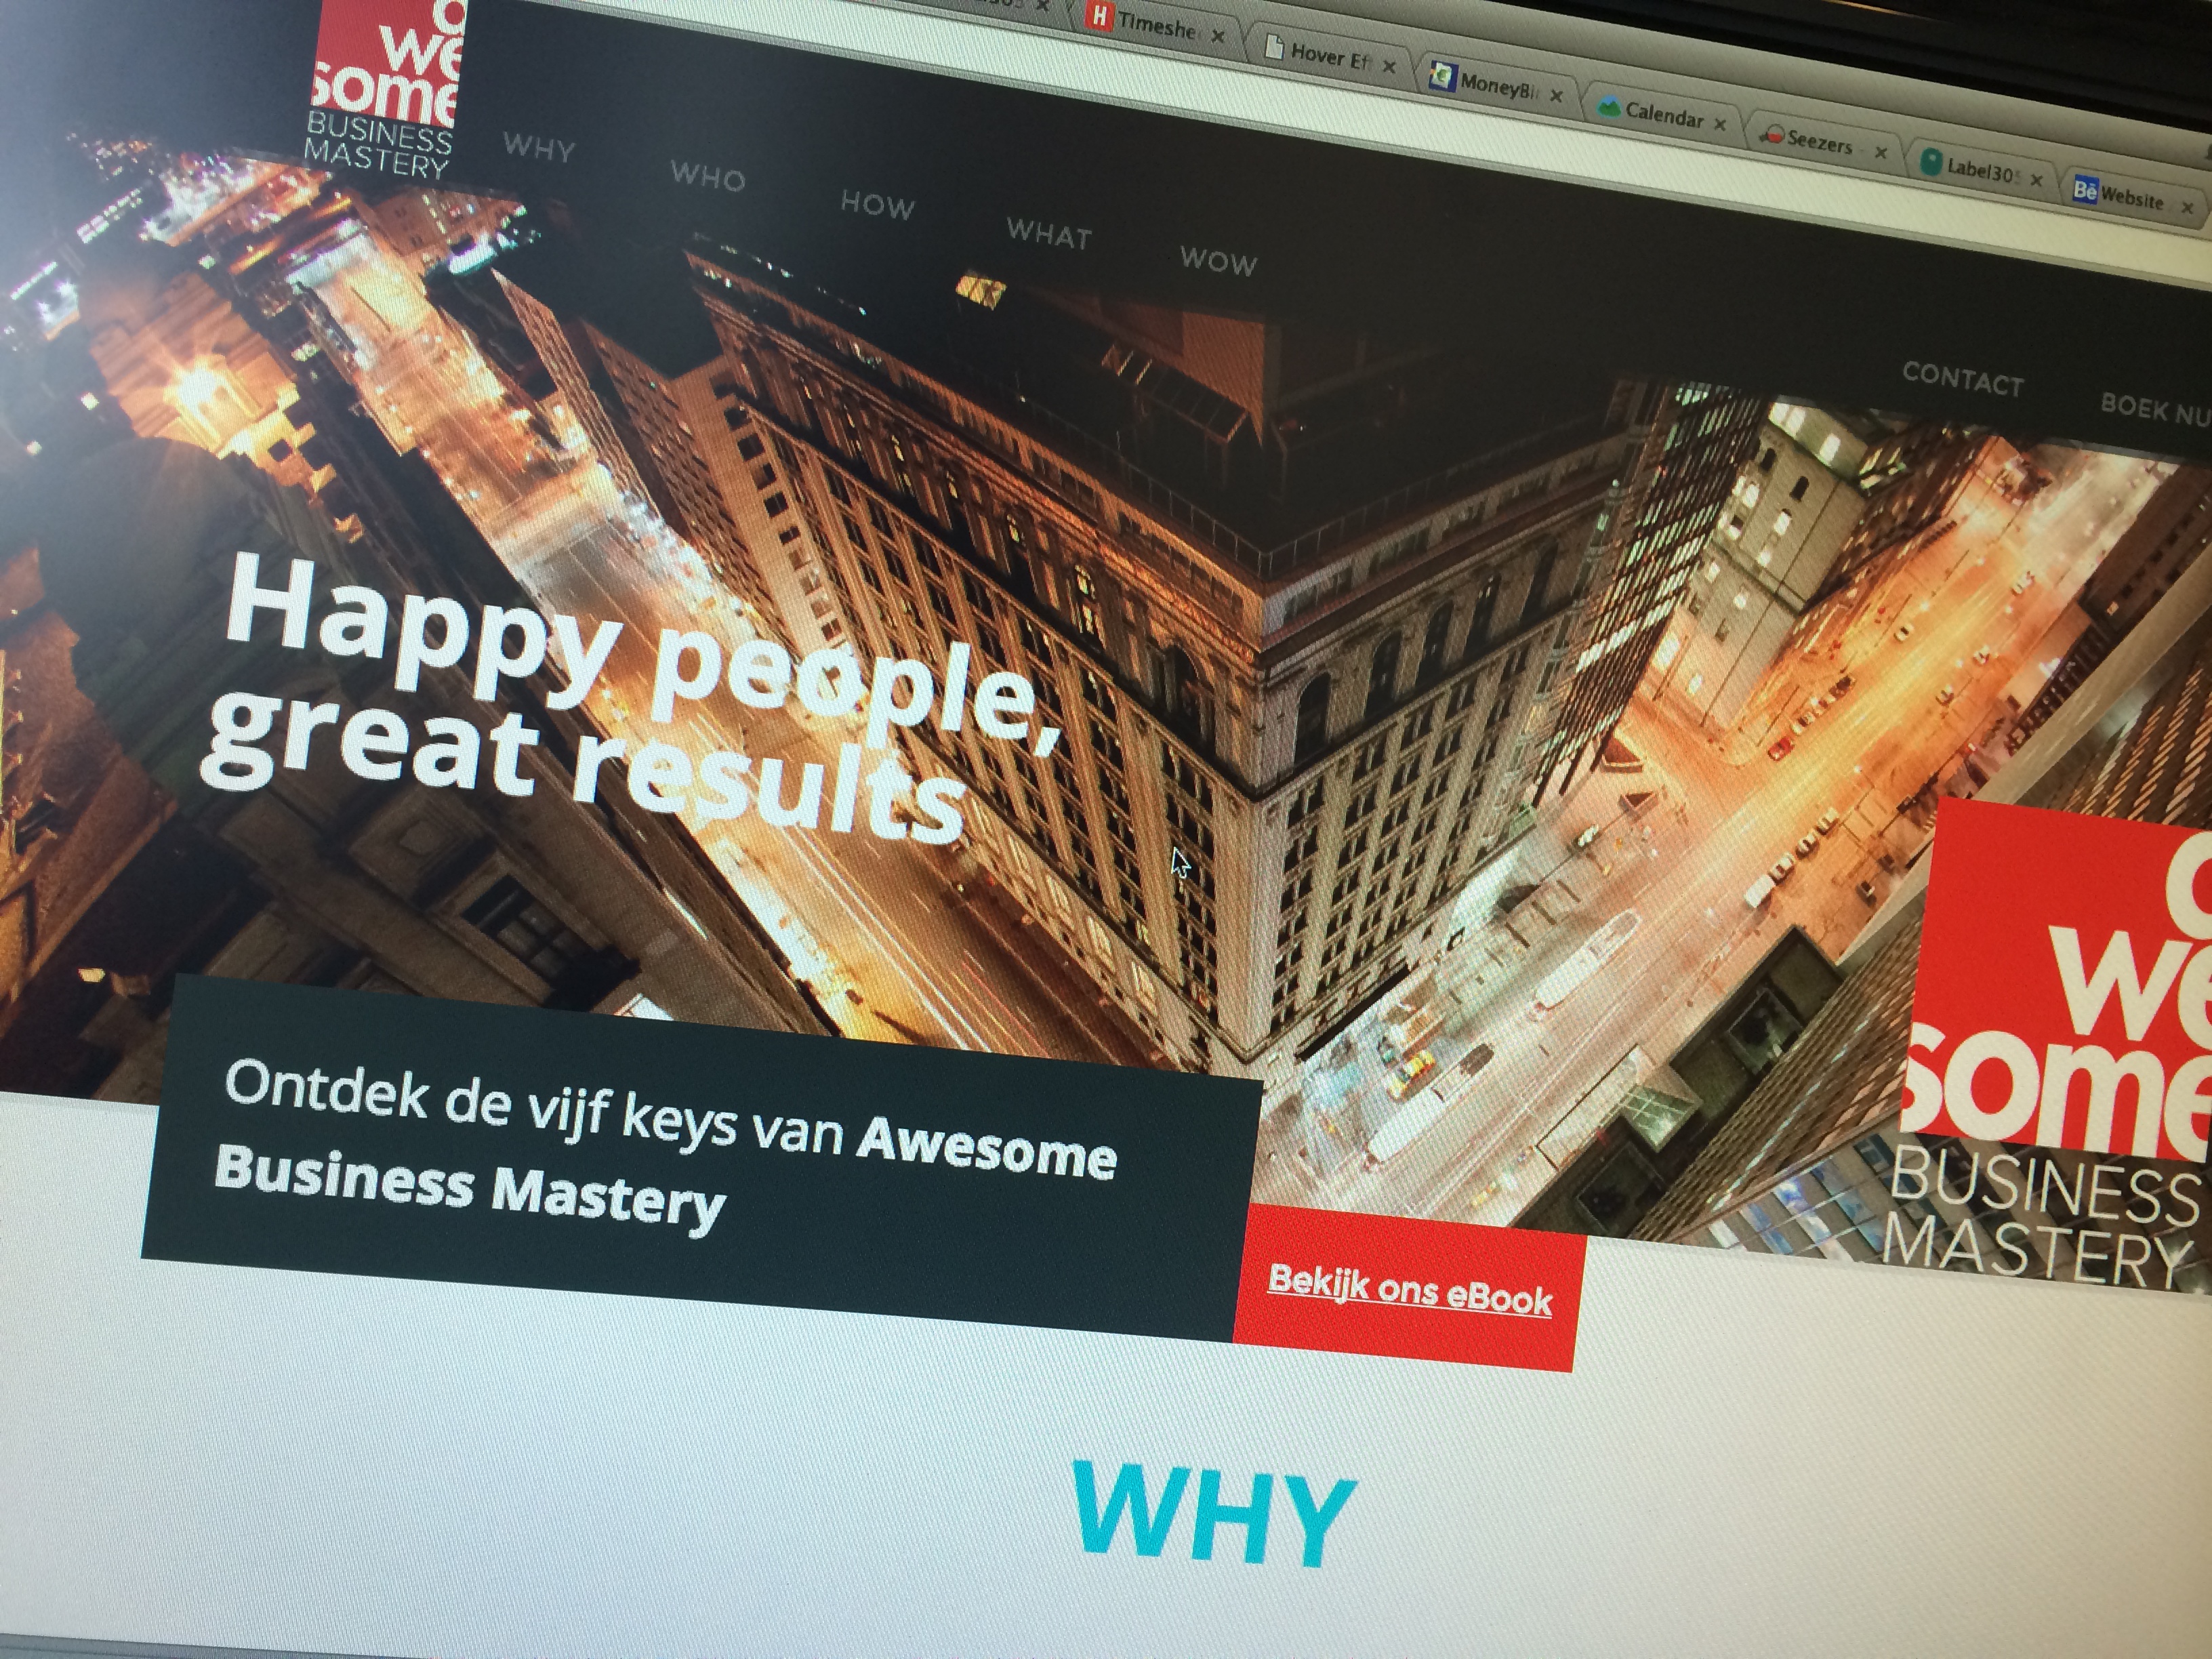 Timeshe
Hover Ef
MoneyBi
Calendar
Seezers
Label305
Website
a
we
some
BUSINESS
MASTERY
WHY
WHO
HOW
WHAT
WOW
CONTACT
BOEK NU
Happy people,
great results
a
we
some
BUSINESS
MASTERY
Ontdek de vijf keys van Awesome
Business Mastery
Bekijk ons eBook
WHY